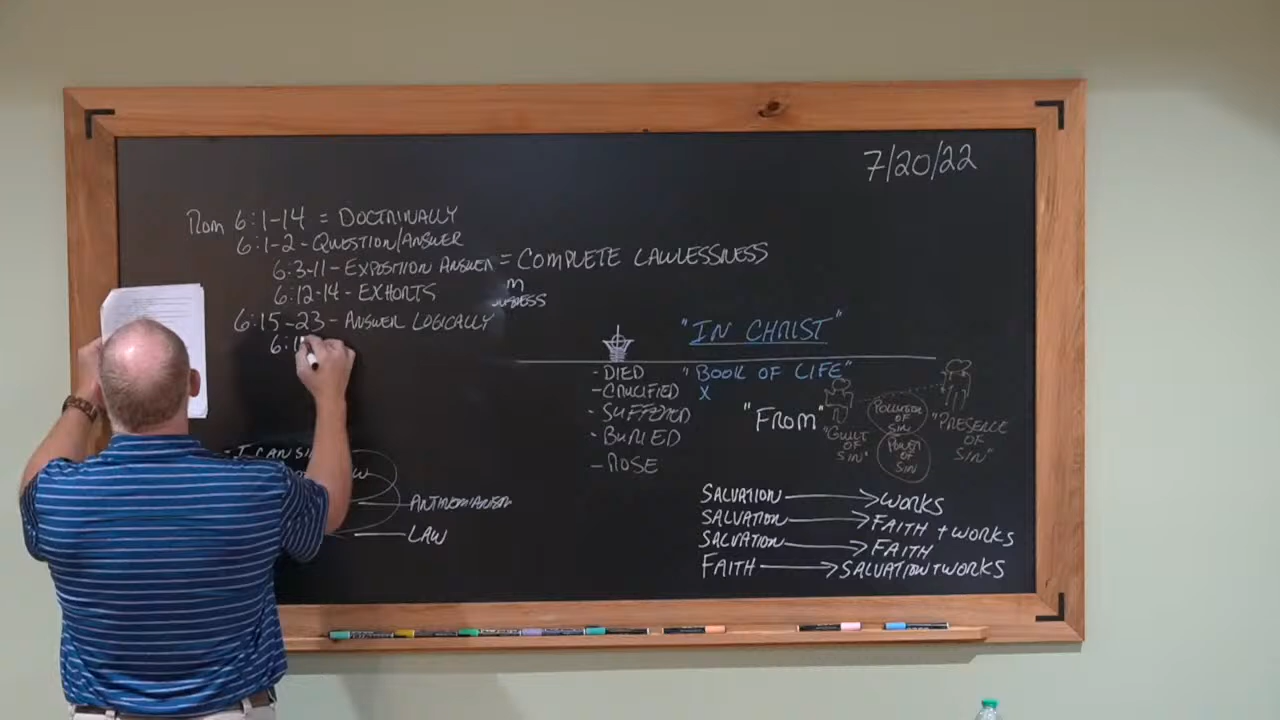 7/20/22
Rom 6:1-14 = DOCTRINALLY
6:1-2 - QUESTION/ANSWER
6:3-11 - EXPOSITION ANSWER = COMPLETE LAWLESSNESS
6:12-14 - EXHORTS
6:15-23 - ANSWER LOGICALLY
6:1
- I CAN
ANTINOMIANISM
LAW
"IN CHRIST"
- DIED
- CRUCIFIED
- SUFFERED
- BURIED
- ROSE
"BOOK OF LIFE"
X
"FROM"
"GUILT OF SIN"
POLLUTION OF SIN
POWER OF SIN
"PRESENCE OF SIN"
SALVATION → WORKS
SALVATION → FAITH + WORKS
SALVATION → FAITH
FAITH → SALVATION + WORKS